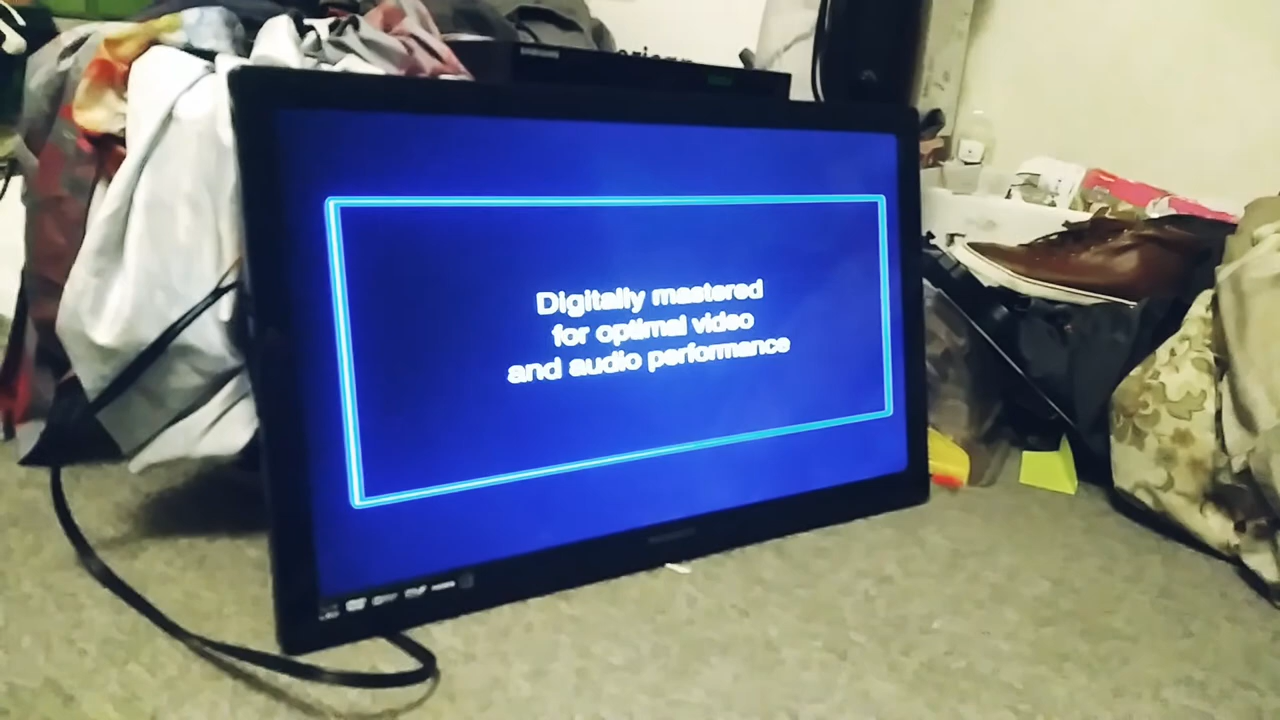 Digitally mastered
for optimal video
and audio performance